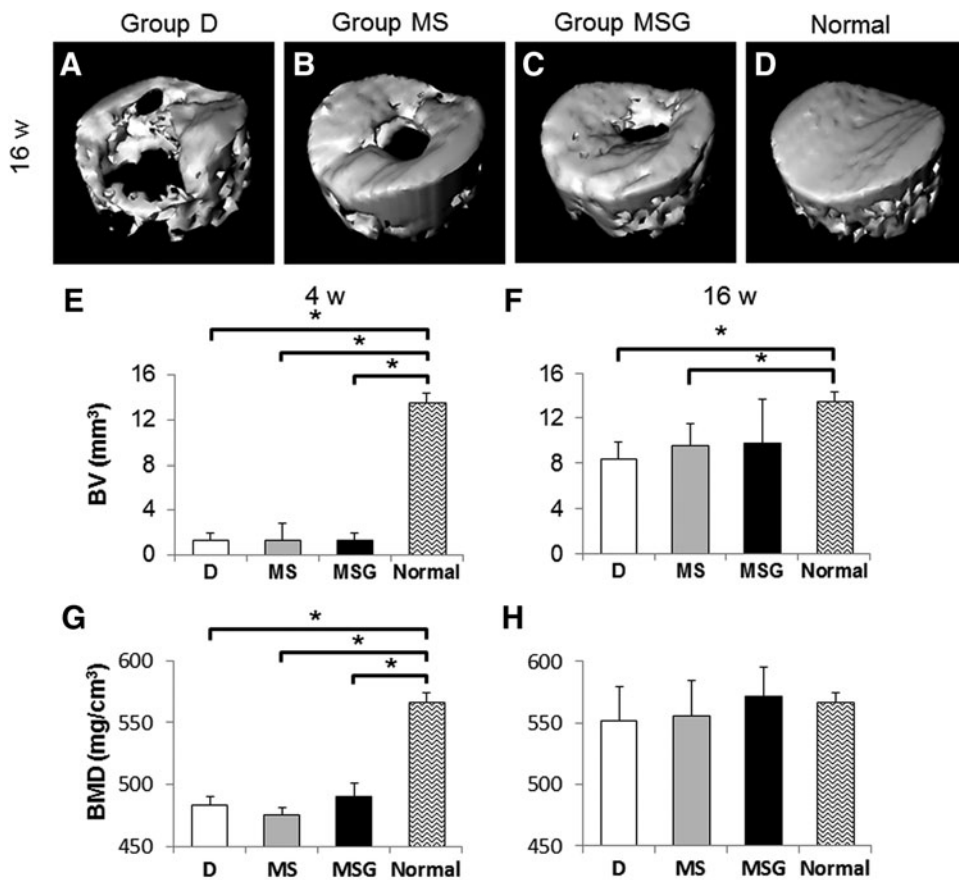 Group D Group MS Group MSG Normal
A B C D
16 w
E 4 w F 16 w
* *
* *
*
16 16
12 12
BV (mm³)
8 8
4 4
0 0
D MS MSG Normal D MS MSG Normal
G H
*
*
*
600 600
BMD (mg/cm³)
550 550
500 500
450 450
D MS MSG Normal D MS MSG Normal